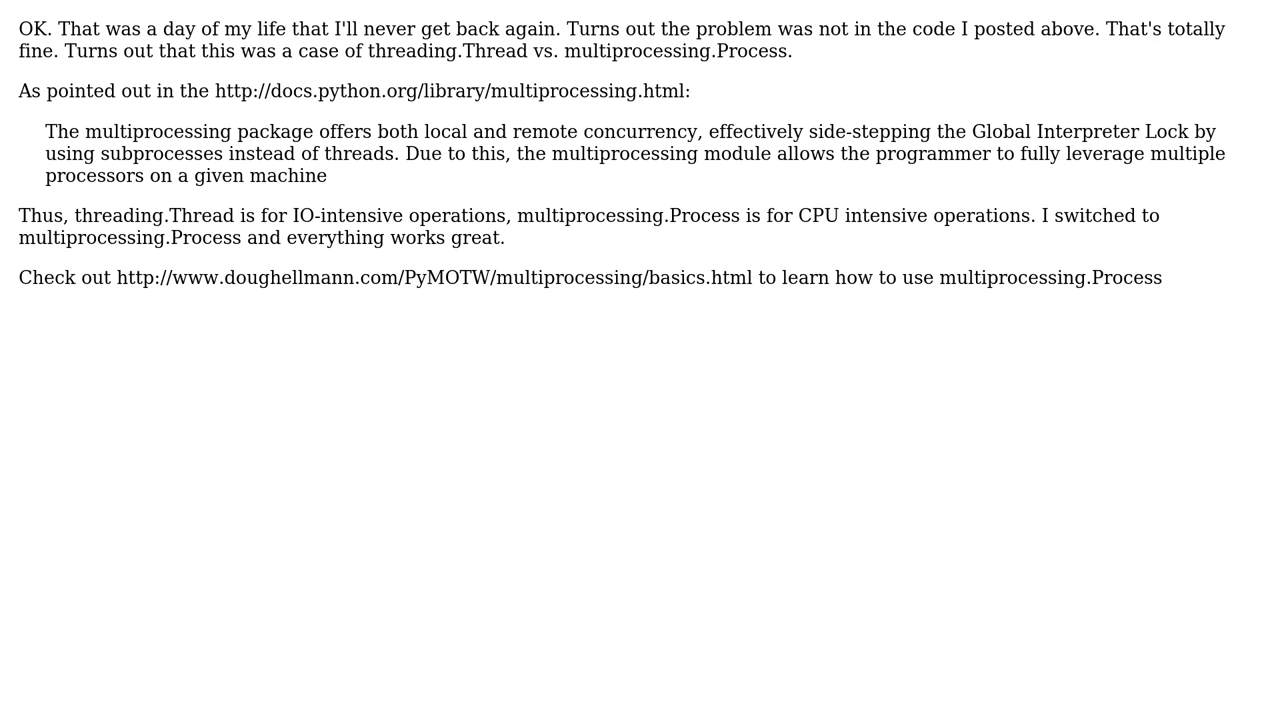 OK. That was a day of my life that I'll never get back again. Turns out the problem was not in the code I posted above. That's totally
fine. Turns out that this was a case of threading.Thread vs. multiprocessing.Process.
As pointed out in the http://docs.python.org/library/multiprocessing.html:
The multiprocessing package offers both local and remote concurrency, effectively side-stepping the Global Interpreter Lock by
using subprocesses instead of threads. Due to this, the multiprocessing module allows the programmer to fully leverage multiple
processors on a given machine
Thus, threading.Thread is for IO-intensive operations, multiprocessing.Process is for CPU intensive operations. I switched to
multiprocessing.Process and everything works great.
Check out http://www.doughellmann.com/PyMOTW/multiprocessing/basics.html to learn how to use multiprocessing.Process